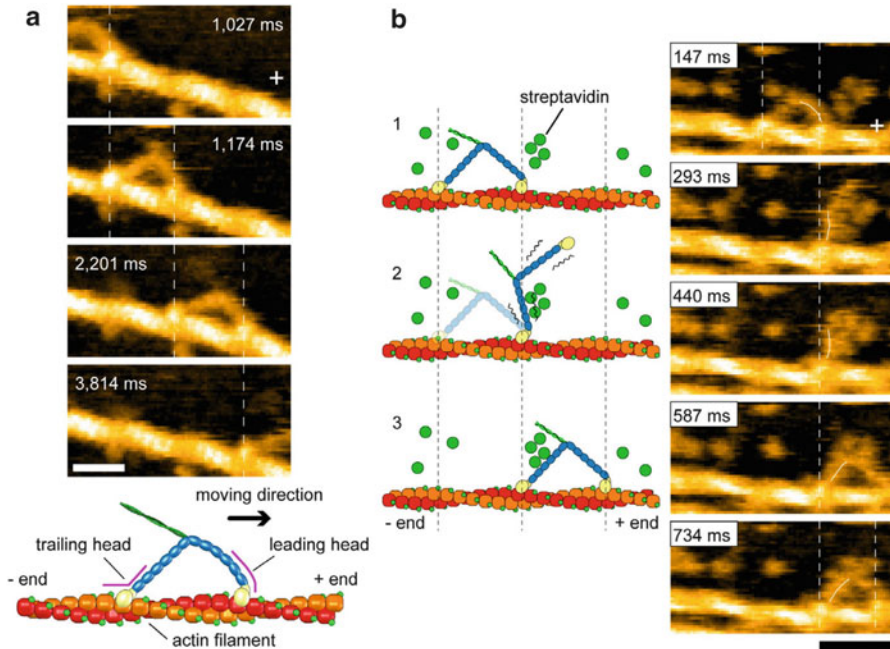 a
1,027 ms
+
1,174 ms
2,201 ms
3,814 ms
moving direction
trailing head
leading head
- end
+ end
actin filament
b
streptavidin
1
2
3
- end
+ end
147 ms
+
293 ms
440 ms
587 ms
734 ms